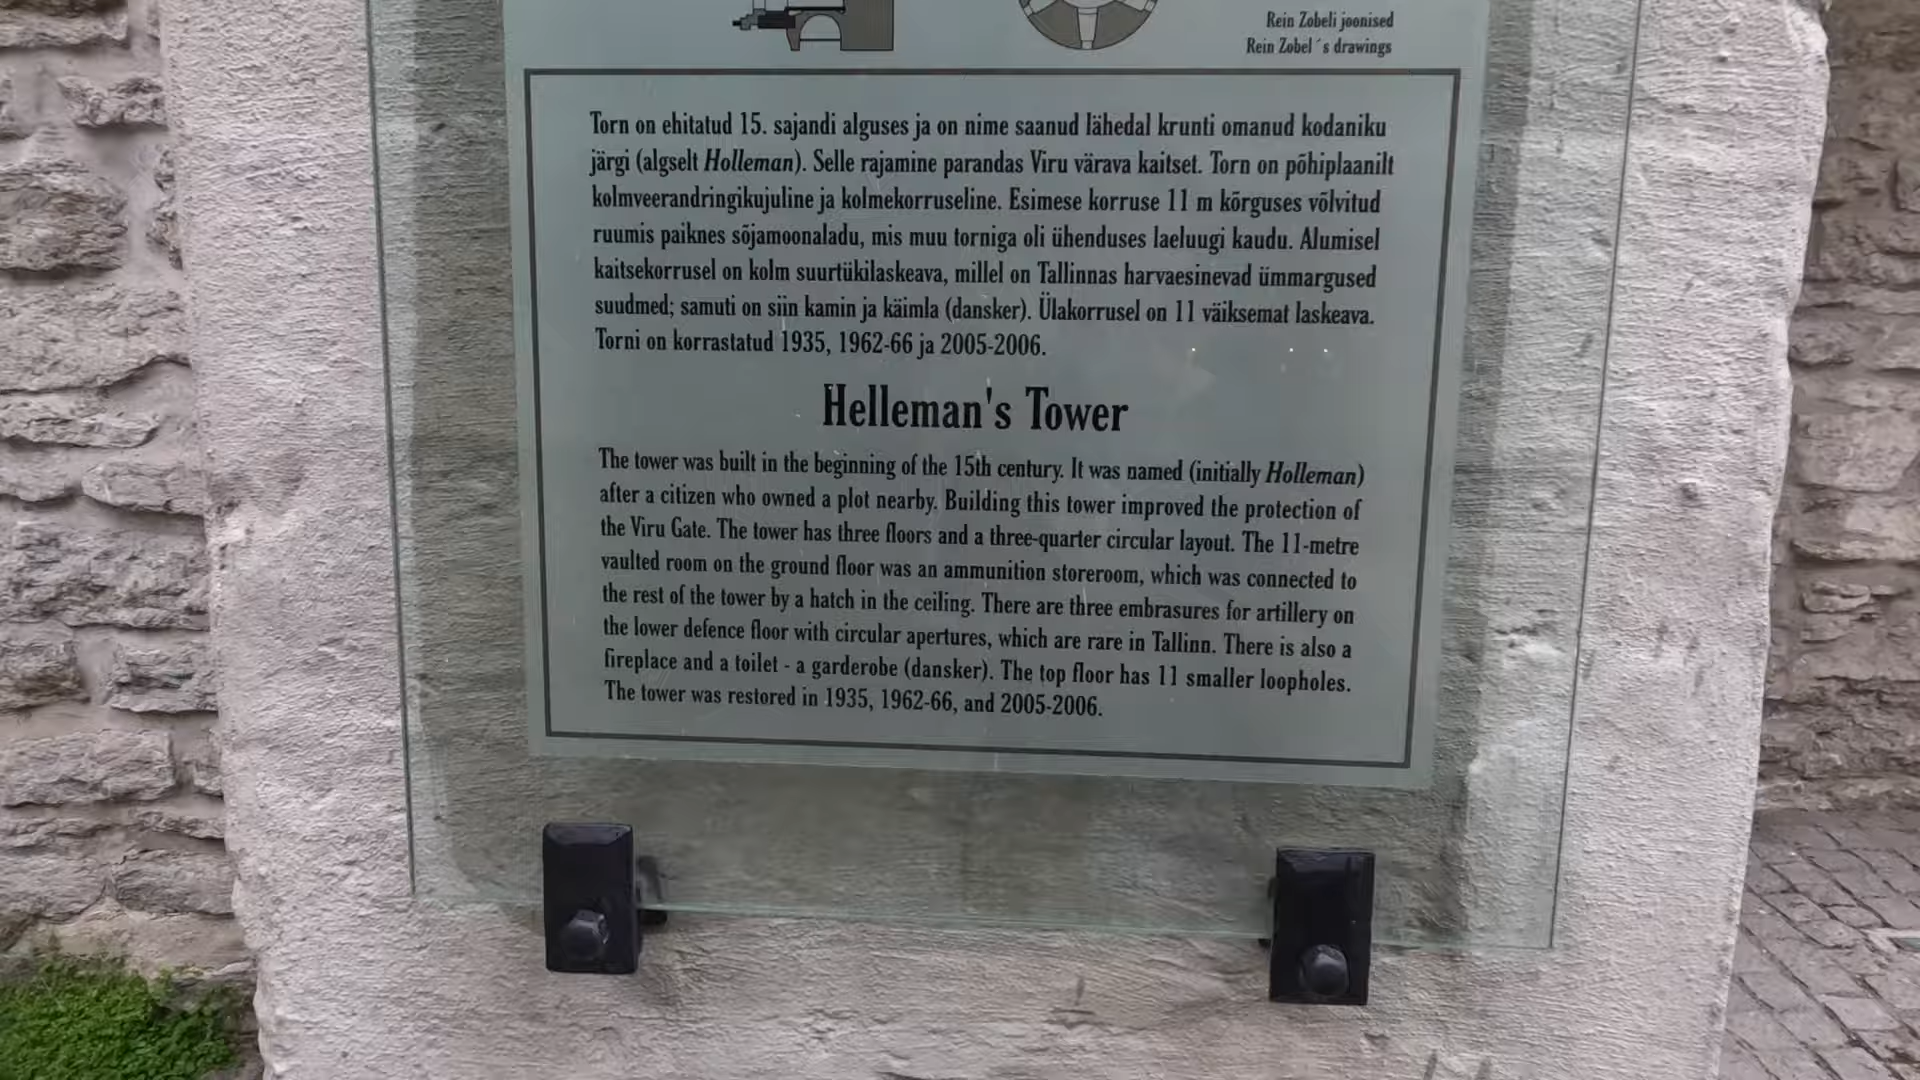 Rein Zobeli joonised
Rein Zobel´s drawings
Torn on ehitatud 15. sajandi alguses ja on nime saanud lähedal krunti omanud kodaniku
järgi (algselt Holleman). Selle rajamine parandas Viru värava kaitset. Torn on põhiplaanilt
kolmveerandringikujuline ja kolmekorruseline. Esimese korruse 11 m kõrguses võlvitud
ruumis paiknes sõjamoonaladu, mis muu torniga oli ühenduses laeluugi kaudu. Alumisel
kaitsekorrusel on kolm suurtükilaskeava, millel on Tallinnas harvaesinevad ümmargused
suudmed; samuti on siin kamin ja käimla (dansker). Ülakorrusel on 11 väiksemat laskeava.
Torni on korrastatud 1935, 1962-66 ja 2005-2006.
Helleman's Tower
The tower was built in the beginning of the 15th century. It was named (initially Holleman)
after a citizen who owned a plot nearby. Building this tower improved the protection of
the Viru Gate. The tower has three floors and a three-quarter circular layout. The 11-metre
vaulted room on the ground floor was an ammunition storeroom, which was connected to
the rest of the tower by a hatch in the ceiling. There are three embrasures for artillery on
the lower defence floor with circular apertures, which are rare in Tallinn. There is also a
fireplace and a toilet - a garderobe (dansker). The top floor has 11 smaller loopholes.
The tower was restored in 1935, 1962-66, and 2005-2006.